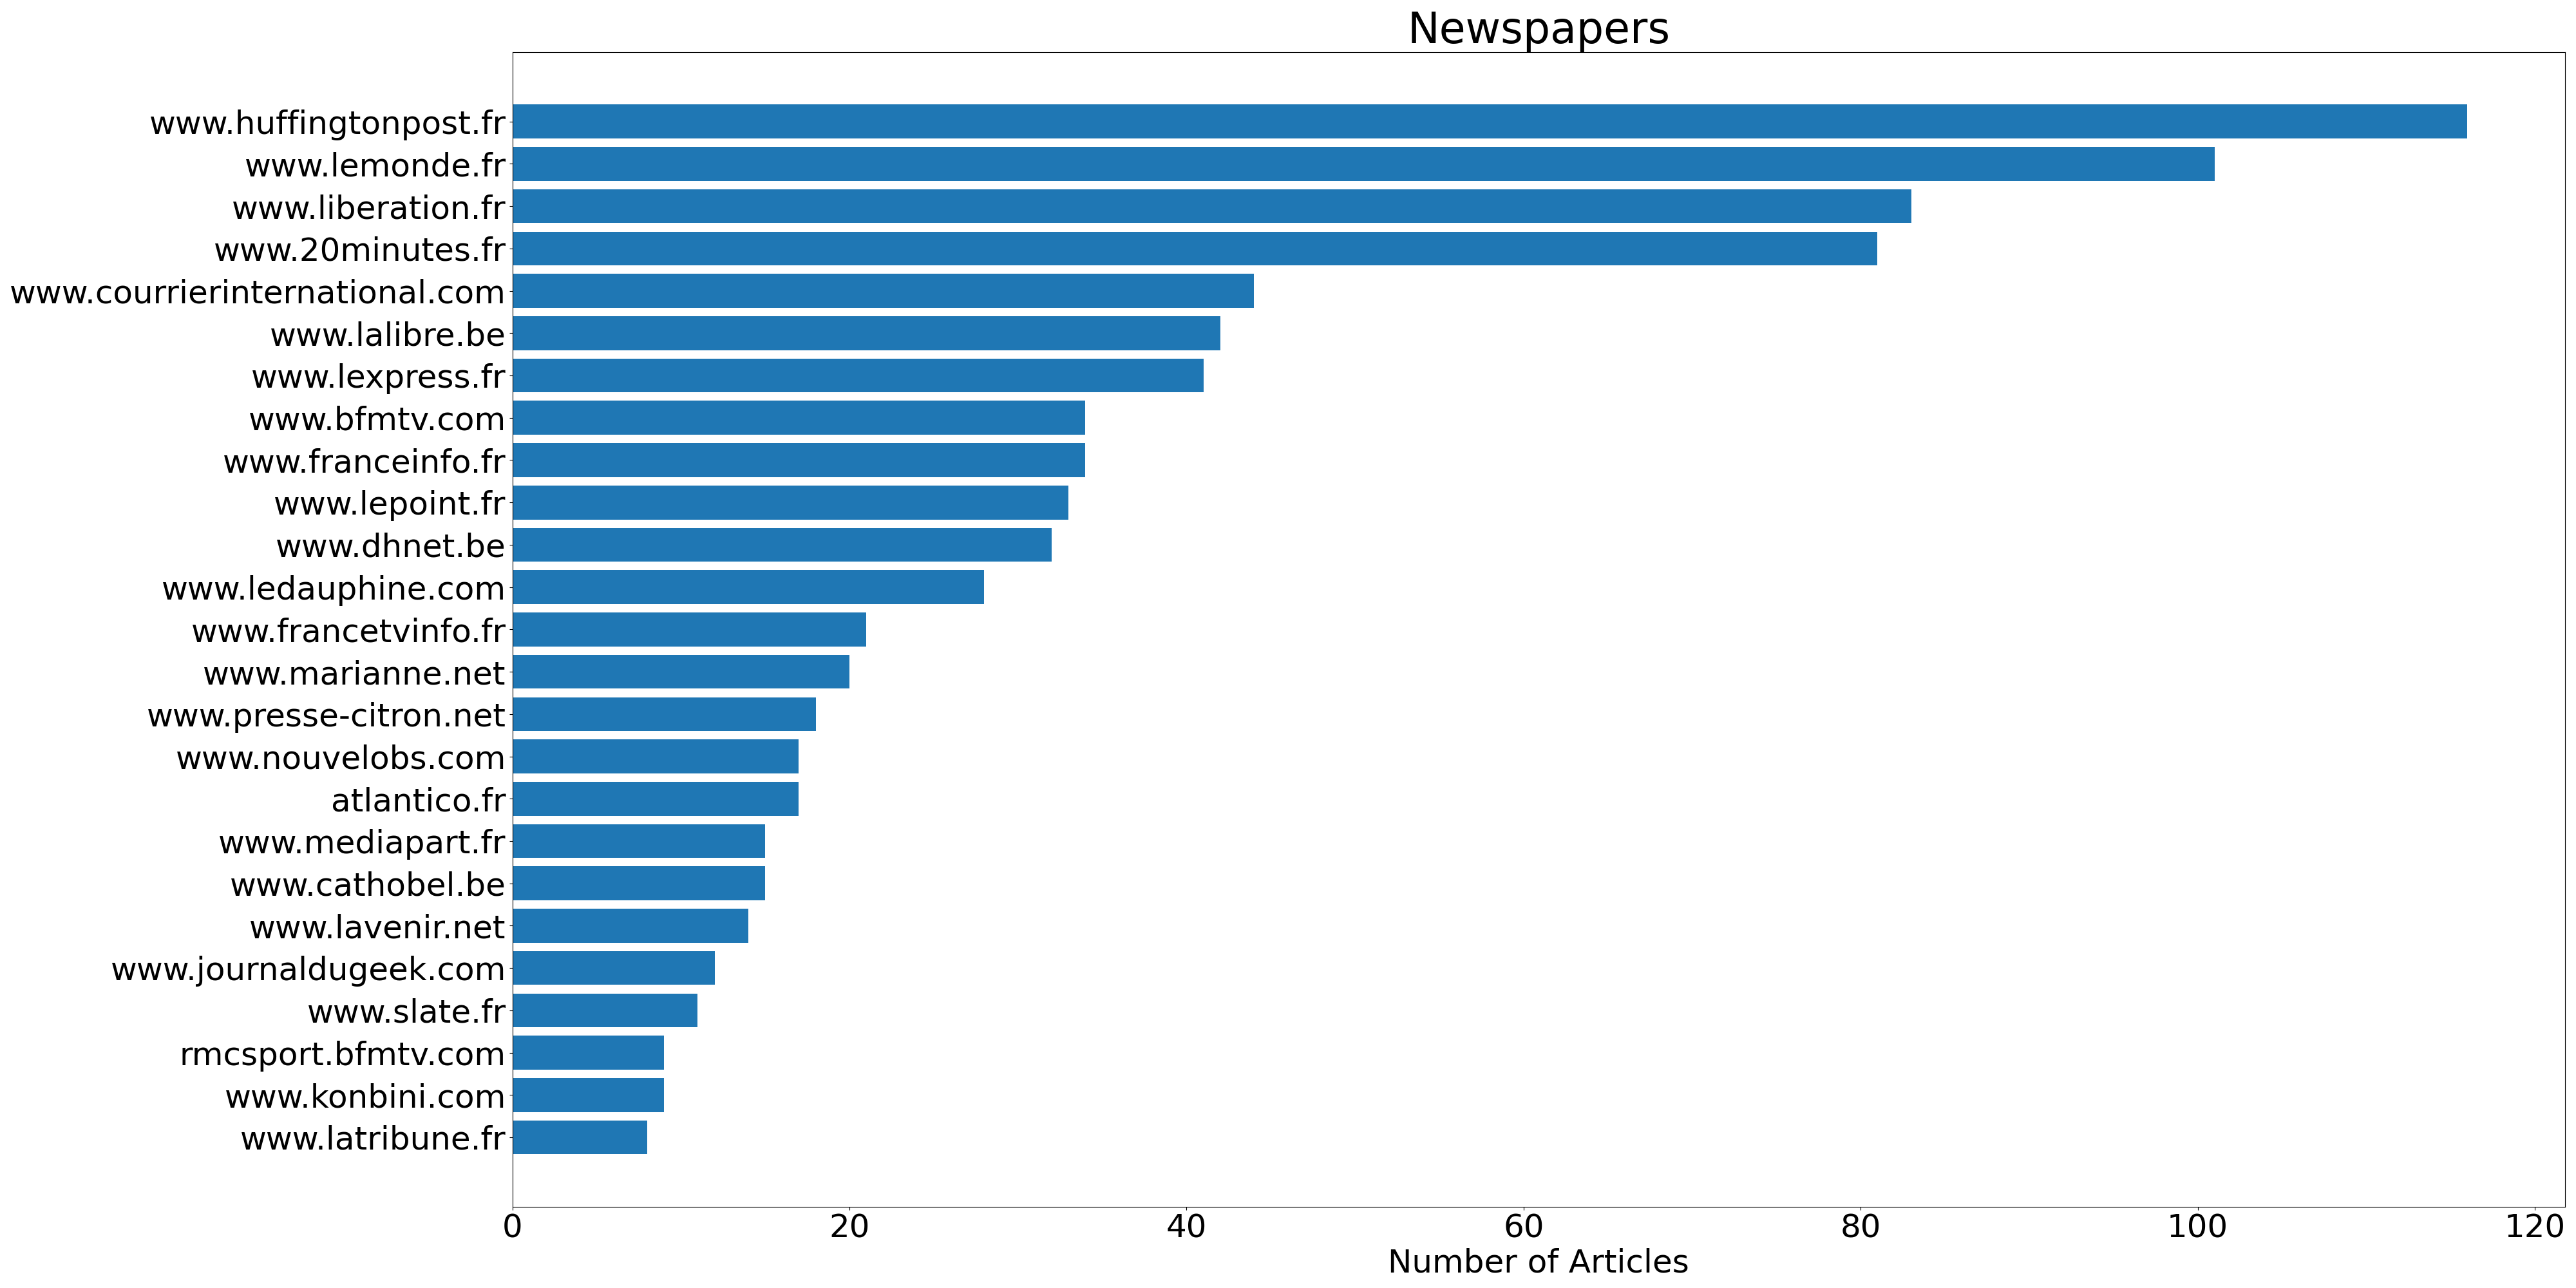 Newspapers
www.huffingtonpost.fr
www.lemonde.fr
www.liberation.fr
www.20minutes.fr
www.courrierinternational.com
www.lalibre.be
www.lexpress.fr
www.bfmtv.com
www.franceinfo.fr
www.lepoint.fr
www.dhnet.be
www.ledauphine.com
www.francetvinfo.fr
www.marianne.net
www.presse-citron.net
www.nouvelobs.com
atlantico.fr
www.mediapart.fr
www.cathobel.be
www.lavenir.net
www.journaldugeek.com
www.slate.fr
rmcsport.bfmtv.com
www.konbini.com
www.latribune.fr
0 20 40 60 80 100 120
Number of Articles